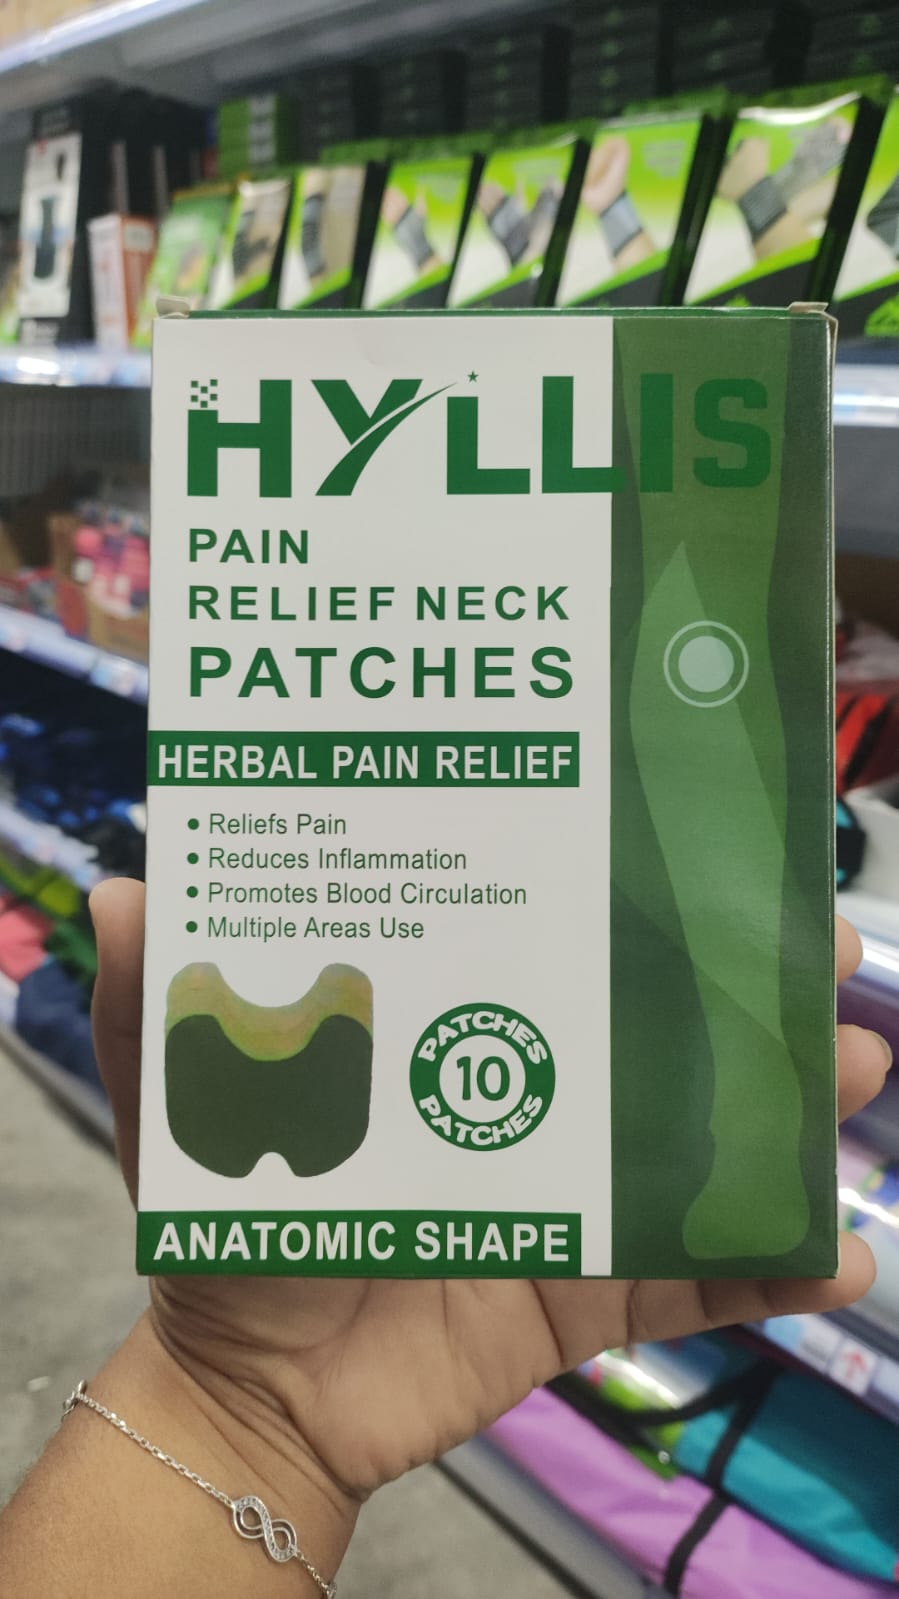 HYLLIS
PAIN
RELIEF NECK
PATCHES
HERBAL PAIN RELIEF
• Reliefs Pain
• Reduces Inflammation
• Promotes Blood Circulation
• Multiple Areas Use
PATCHES
10
PATCHES
ANATOMIC SHAPE